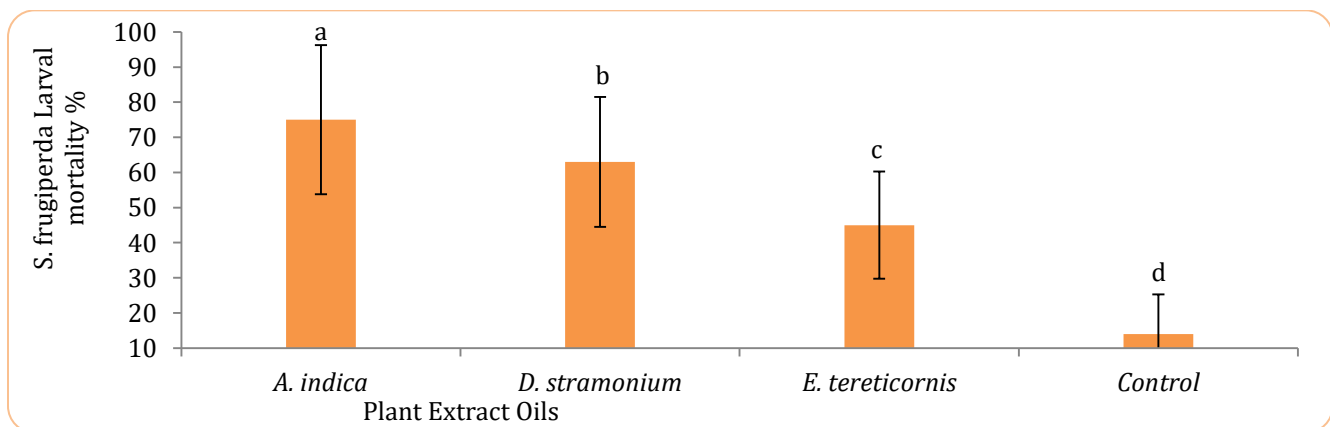 S. frugiperda Larval
mortality %
100
90
80
70
60
50
40
30
20
10
a
b
c
d
A. indica
D. stramonium
E. tereticornis
Control
Plant Extract Oils